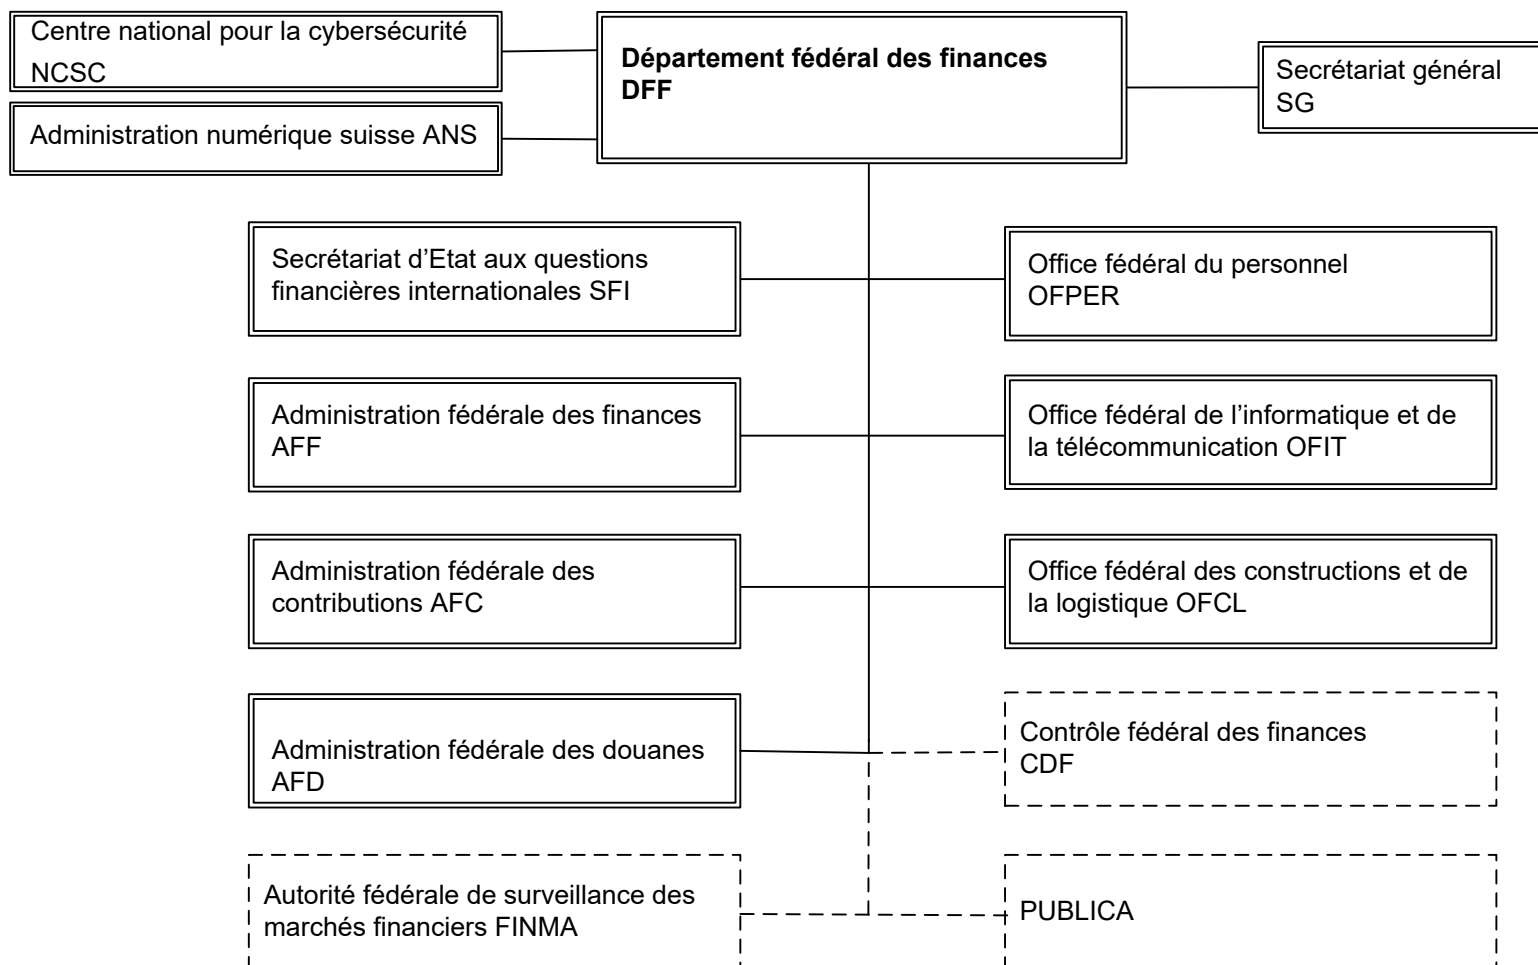 Centre national pour la cybersécurité
NCSC
Administration numérique suisse ANS
Département fédéral des finances
DFF
Secrétariat général
SG
Secrétariat d’Etat aux questions
financières internationales SFI
Office fédéral du personnel
OFPER
Administration fédérale des finances
AFF
Office fédéral de l’informatique et de
la télécommunication OFIT
Administration fédérale des
contributions AFC
Office fédéral des constructions et de
la logistique OFCL
Administration fédérale des douanes
AFD
Contrôle fédéral des finances
CDF
Autorité fédérale de surveillance des
marchés financiers FINMA
PUBLICA